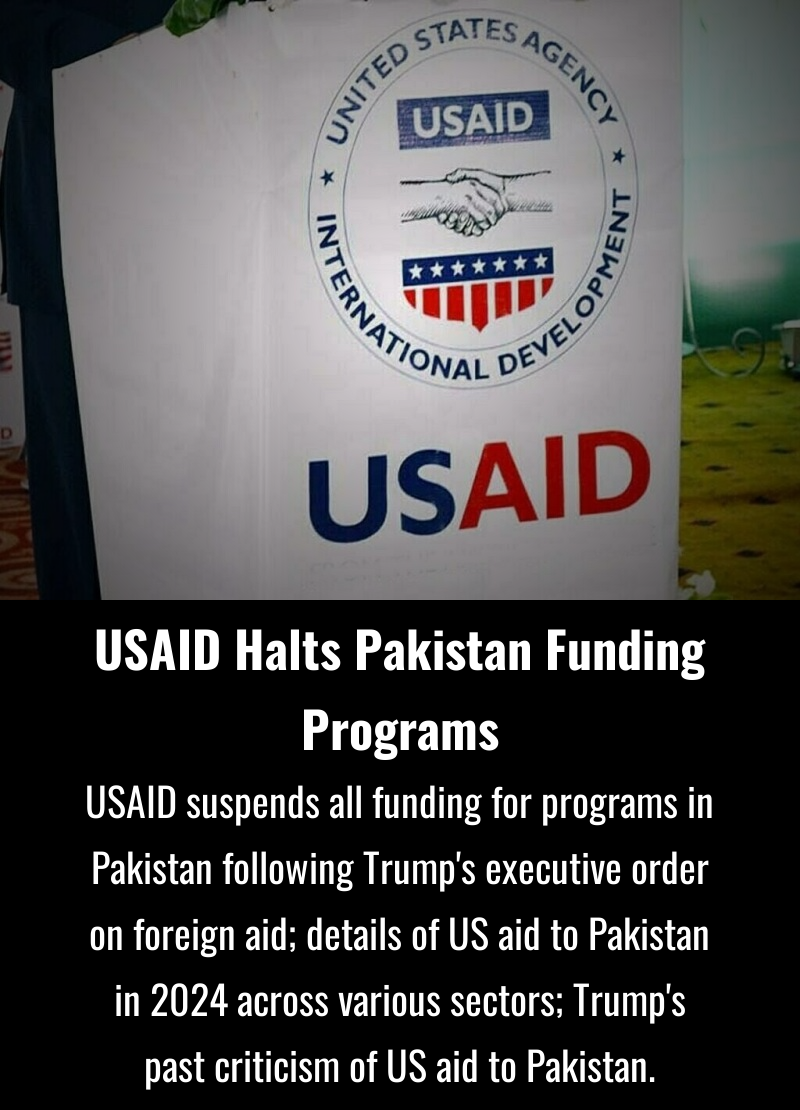 UNITED STATES AGENCY
USAID
INTERNATIONAL DEVELOPMENT
USAID
USAID Halts Pakistan Funding
Programs
USAID suspends all funding for programs in
Pakistan following Trump's executive order
on foreign aid; details of US aid to Pakistan
in 2024 across various sectors; Trump's
past criticism of US aid to Pakistan.